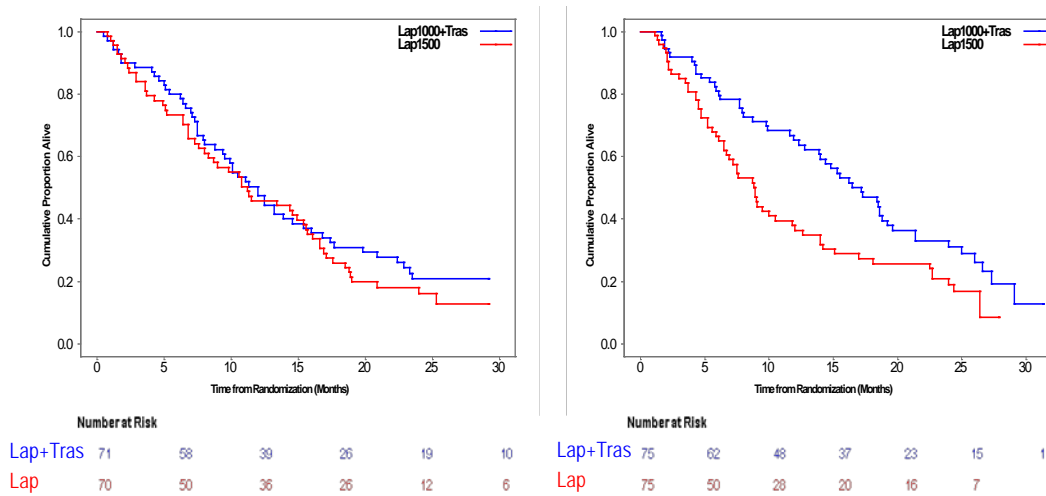 Lap1000+Tras
Lap1500
1.0
0.8
0.6
0.4
0.2
0.0
Cumulative Proportion Alive
0 5 10 15 20 25 30
Time from Randomization (Months)
Number at Risk
Lap+Tras 71 58 39 26 19 10
Lap 70 50 36 26 12 6
Lap1000+Tras
Lap1500
1.0
0.8
0.6
0.4
0.2
0.0
Cumulative Proportion Alive
0 5 10 15 20 25 30
Time from Randomization (Months)
Number at Risk
Lap+Tras 75 62 48 37 23 15 1
Lap 75 50 28 20 16 7